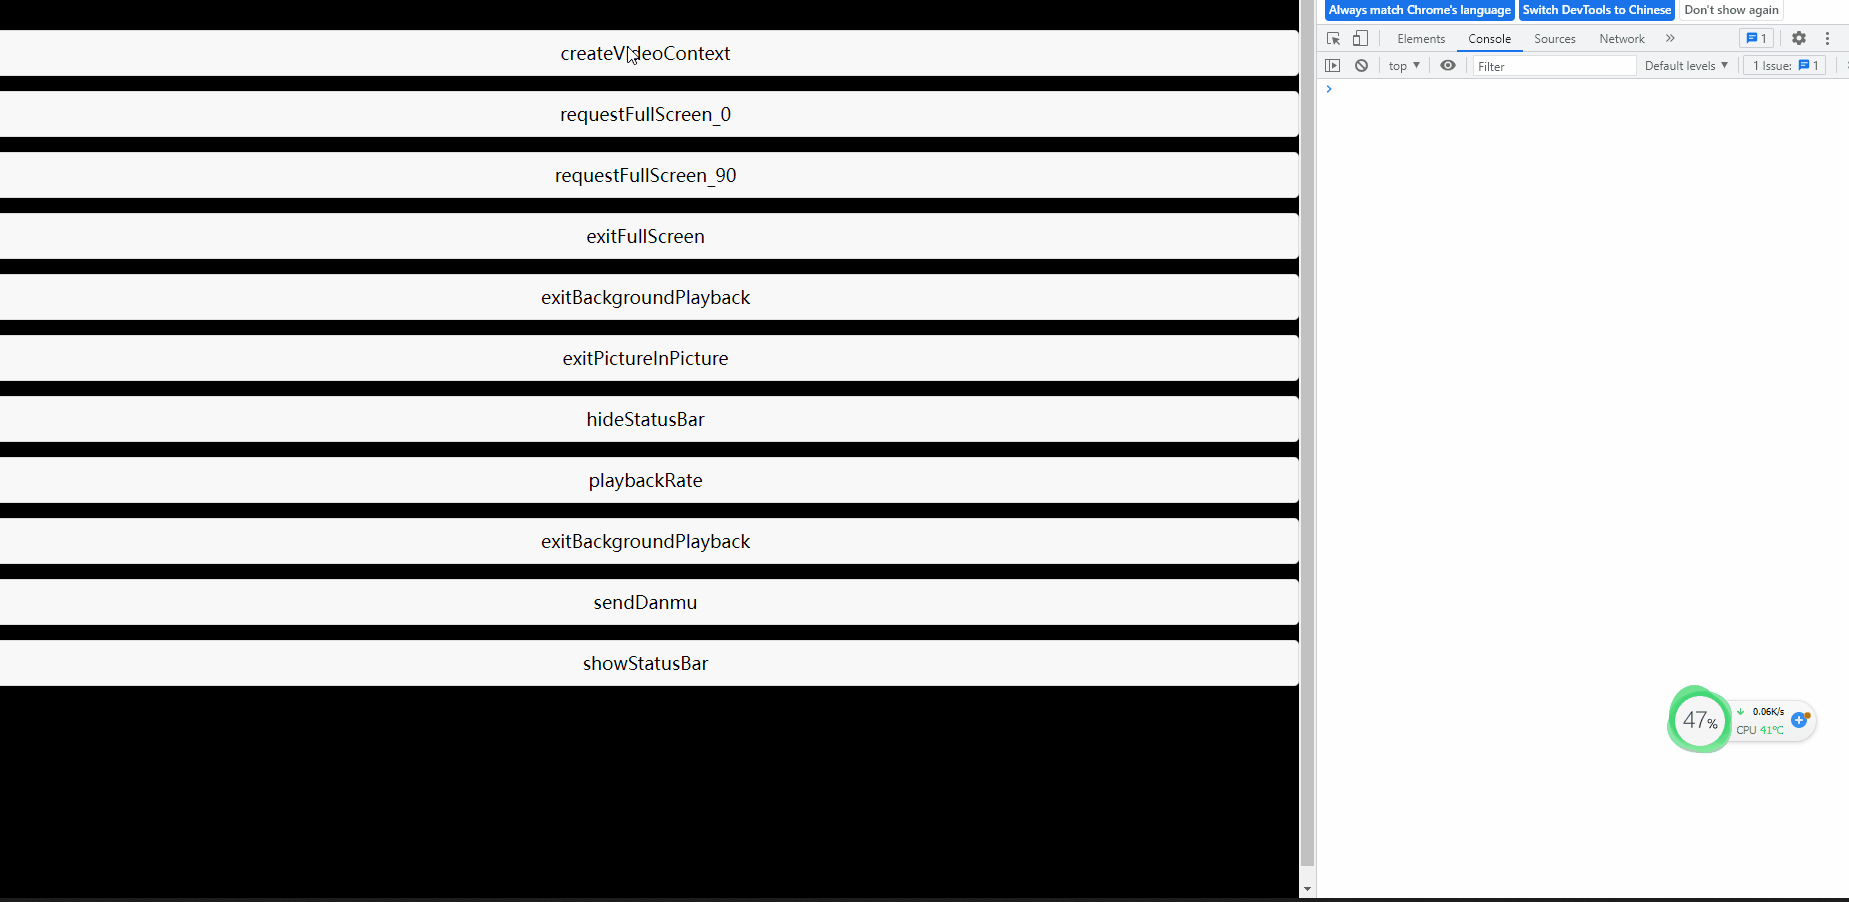 createVideoContext
requestFullScreen_0
requestFullScreen_90
exitFullScreen
exitBackgroundPlayback
exitPictureInPicture
hideStatusBar
playbackRate
exitBackgroundPlayback
sendDanmu
showStatusBar
Always match Chrome's language Switch DevTools to Chinese Don't show again
Elements Console Sources Network » 1
top Filter Default levels 1 Issue: 1
47% 0.06K/s
CPU 41°C